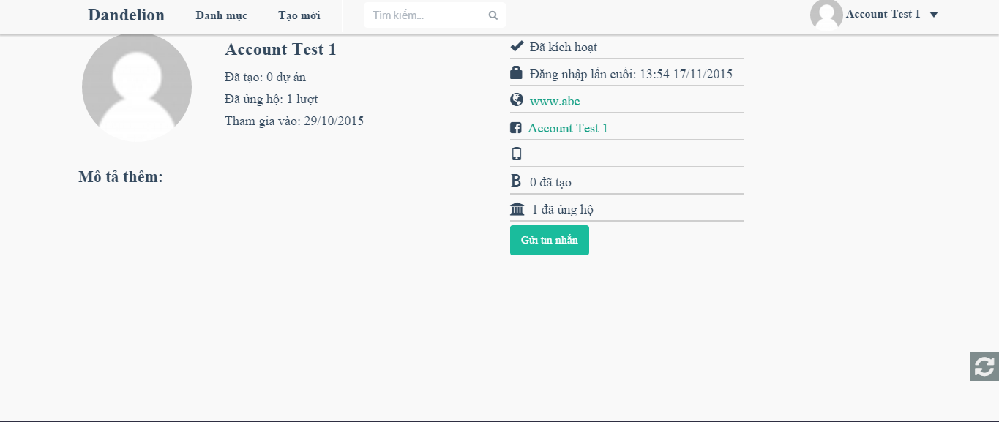 Dandelion Danh mục Tạo mới Tìm kiếm... Account Test 1
Account Test 1
Đã tạo: 0 dự án
Đã ủng hộ: 1 lượt
Tham gia vào: 29/10/2015
Mô tả thêm:
Đã kích hoạt
Đăng nhập lần cuối: 13:54 17/11/2015
www.abc
Account Test 1
0 đã tạo
1 đã ủng hộ
Gửi tin nhắn